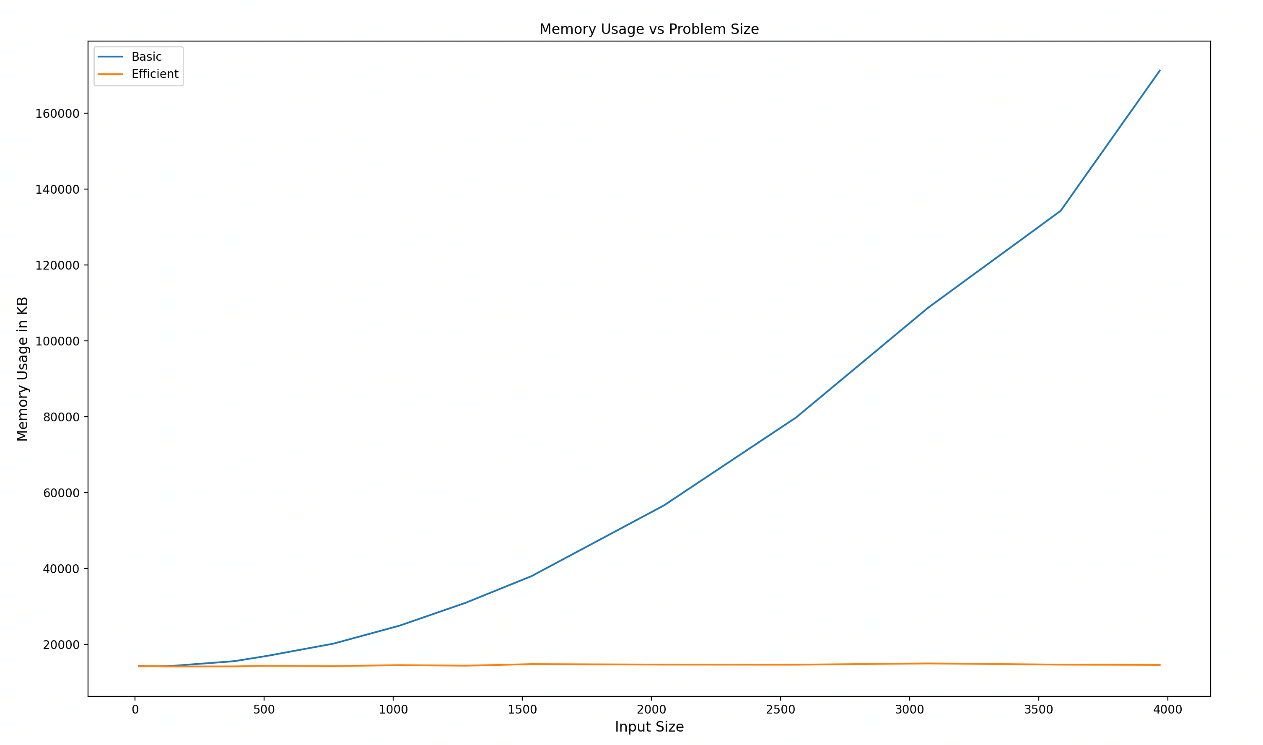 Memory Usage vs Problem Size
Basic
Efficient
160000
140000
120000
100000
80000
60000
40000
20000
Memory Usage in KB
0 500 1000 1500 2000 2500 3000 3500 4000
Input Size